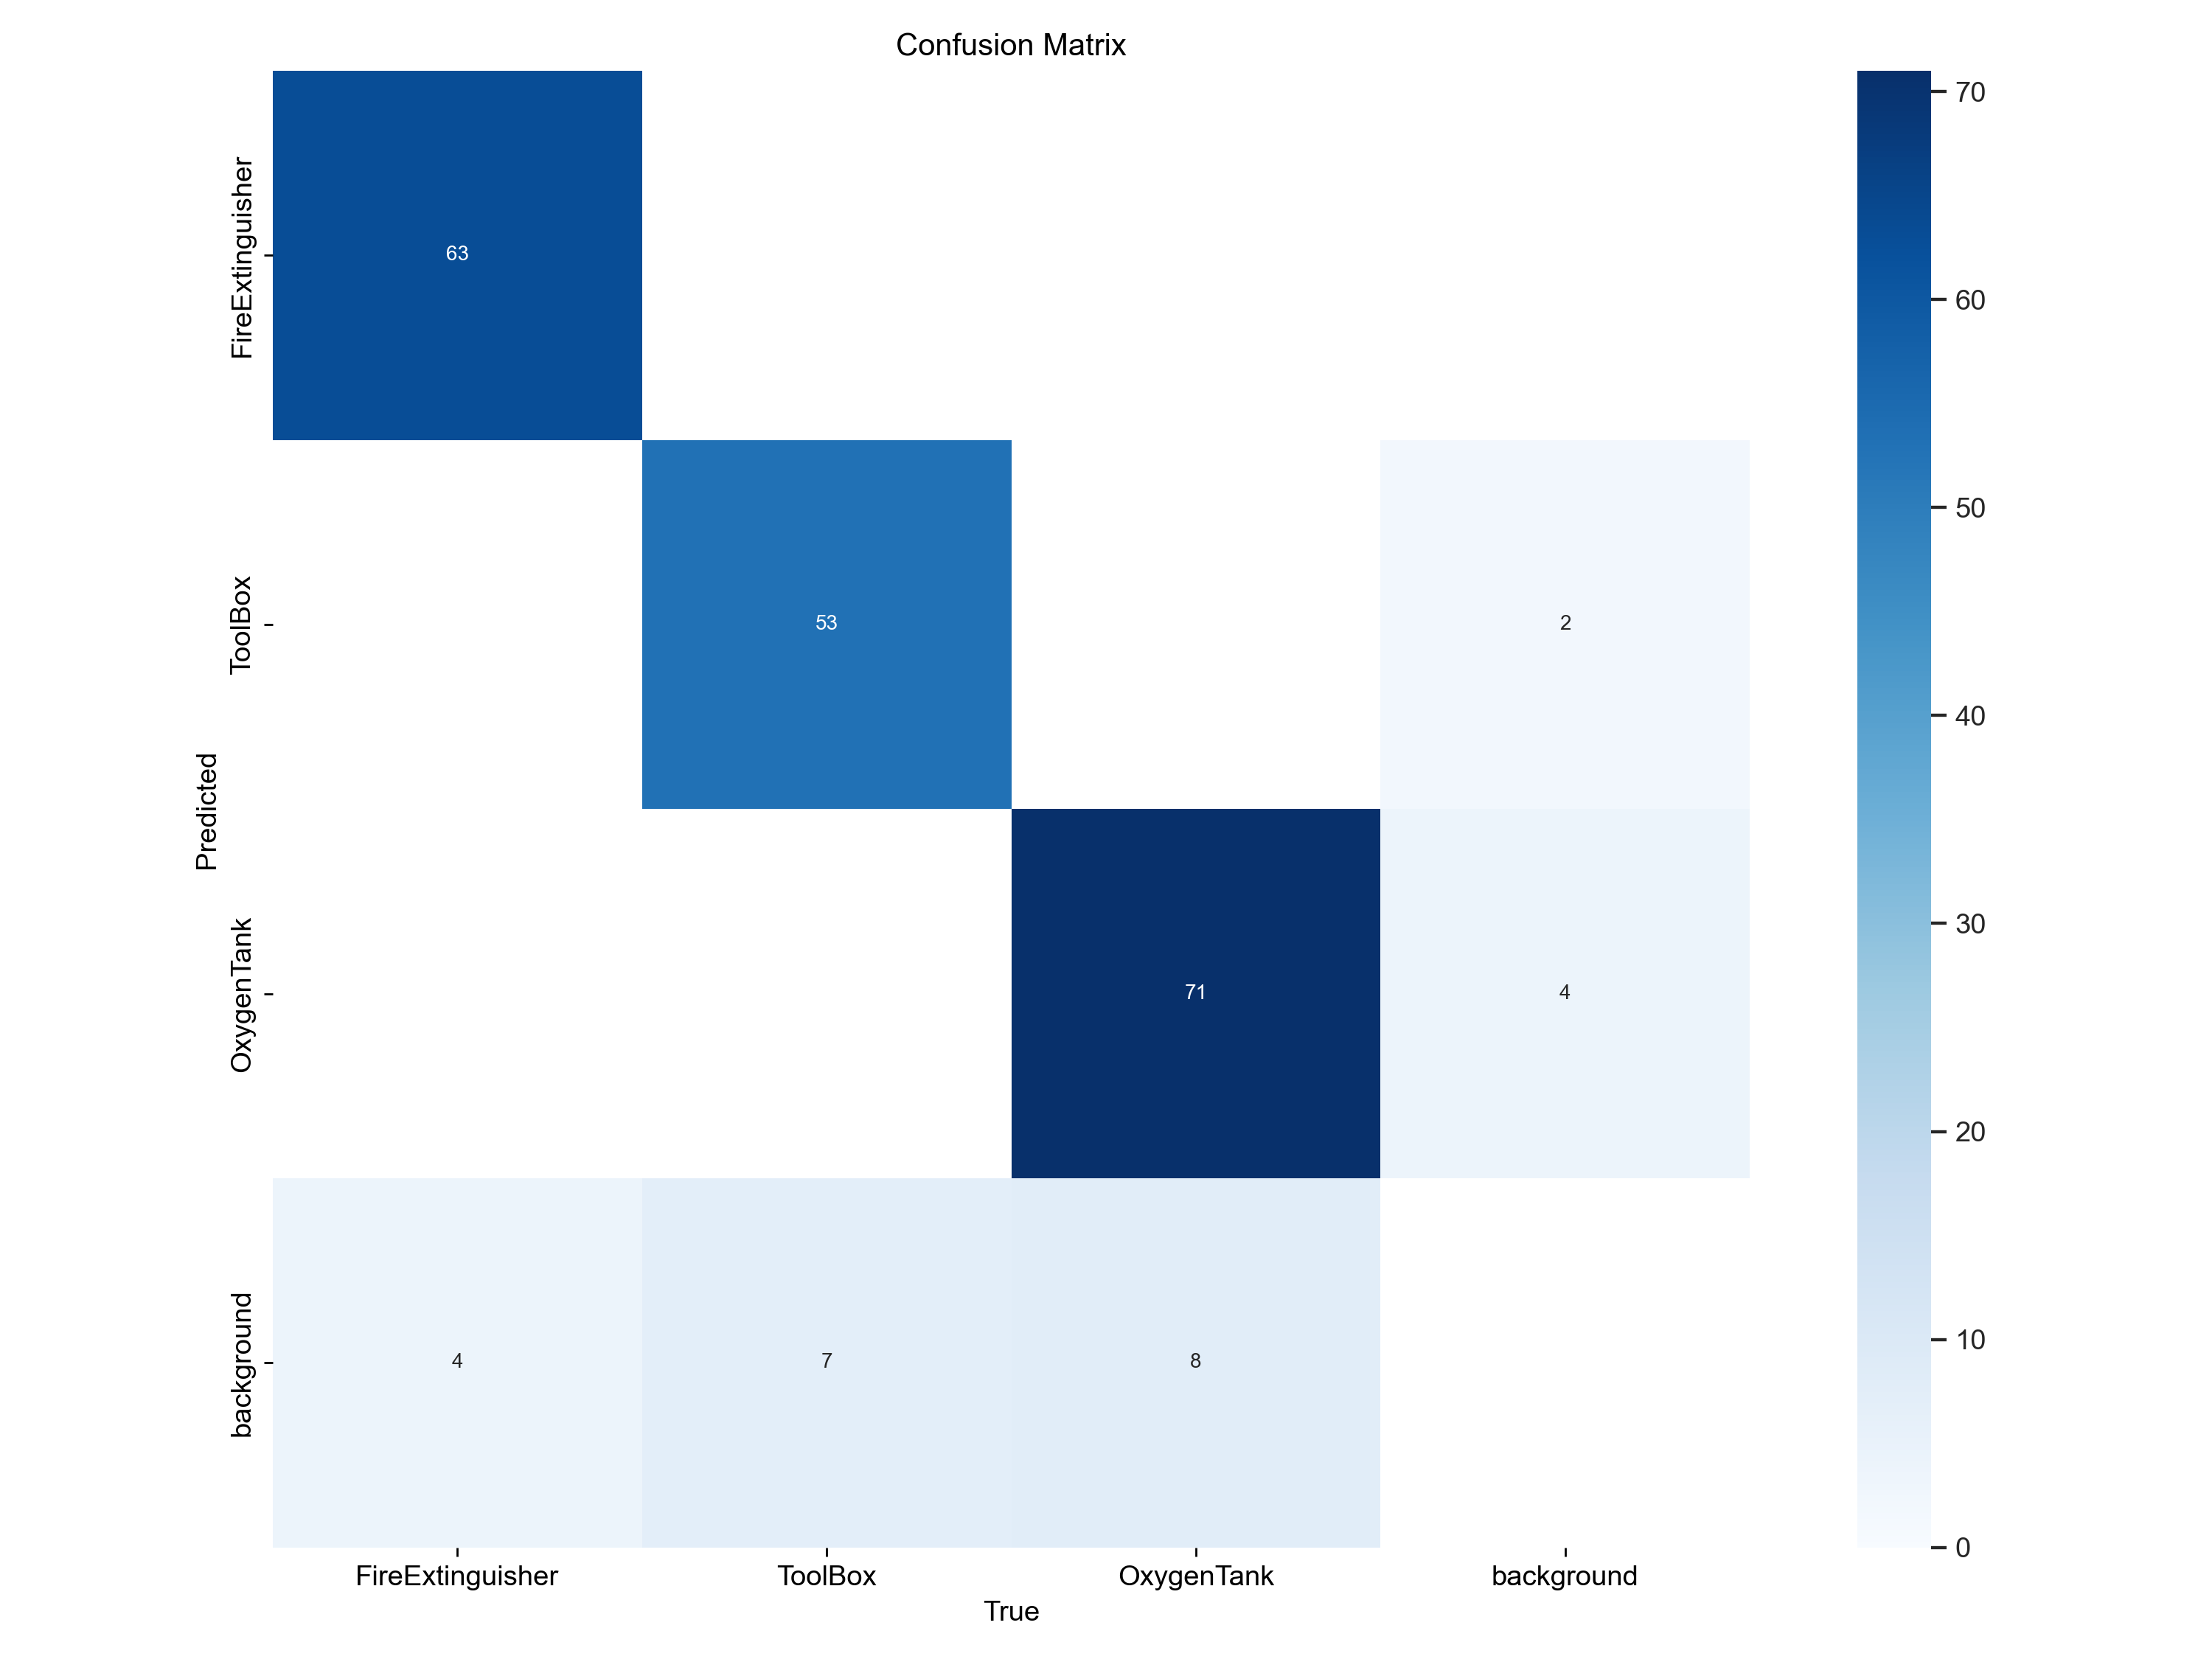 Confusion Matrix
FireExtinguisher
63
ToolBox
53
2
Predicted
OxygenTank
71
4
background
4
7
8
FireExtinguisher
ToolBox
OxygenTank
background
True
70
60
50
40
30
20
10
0